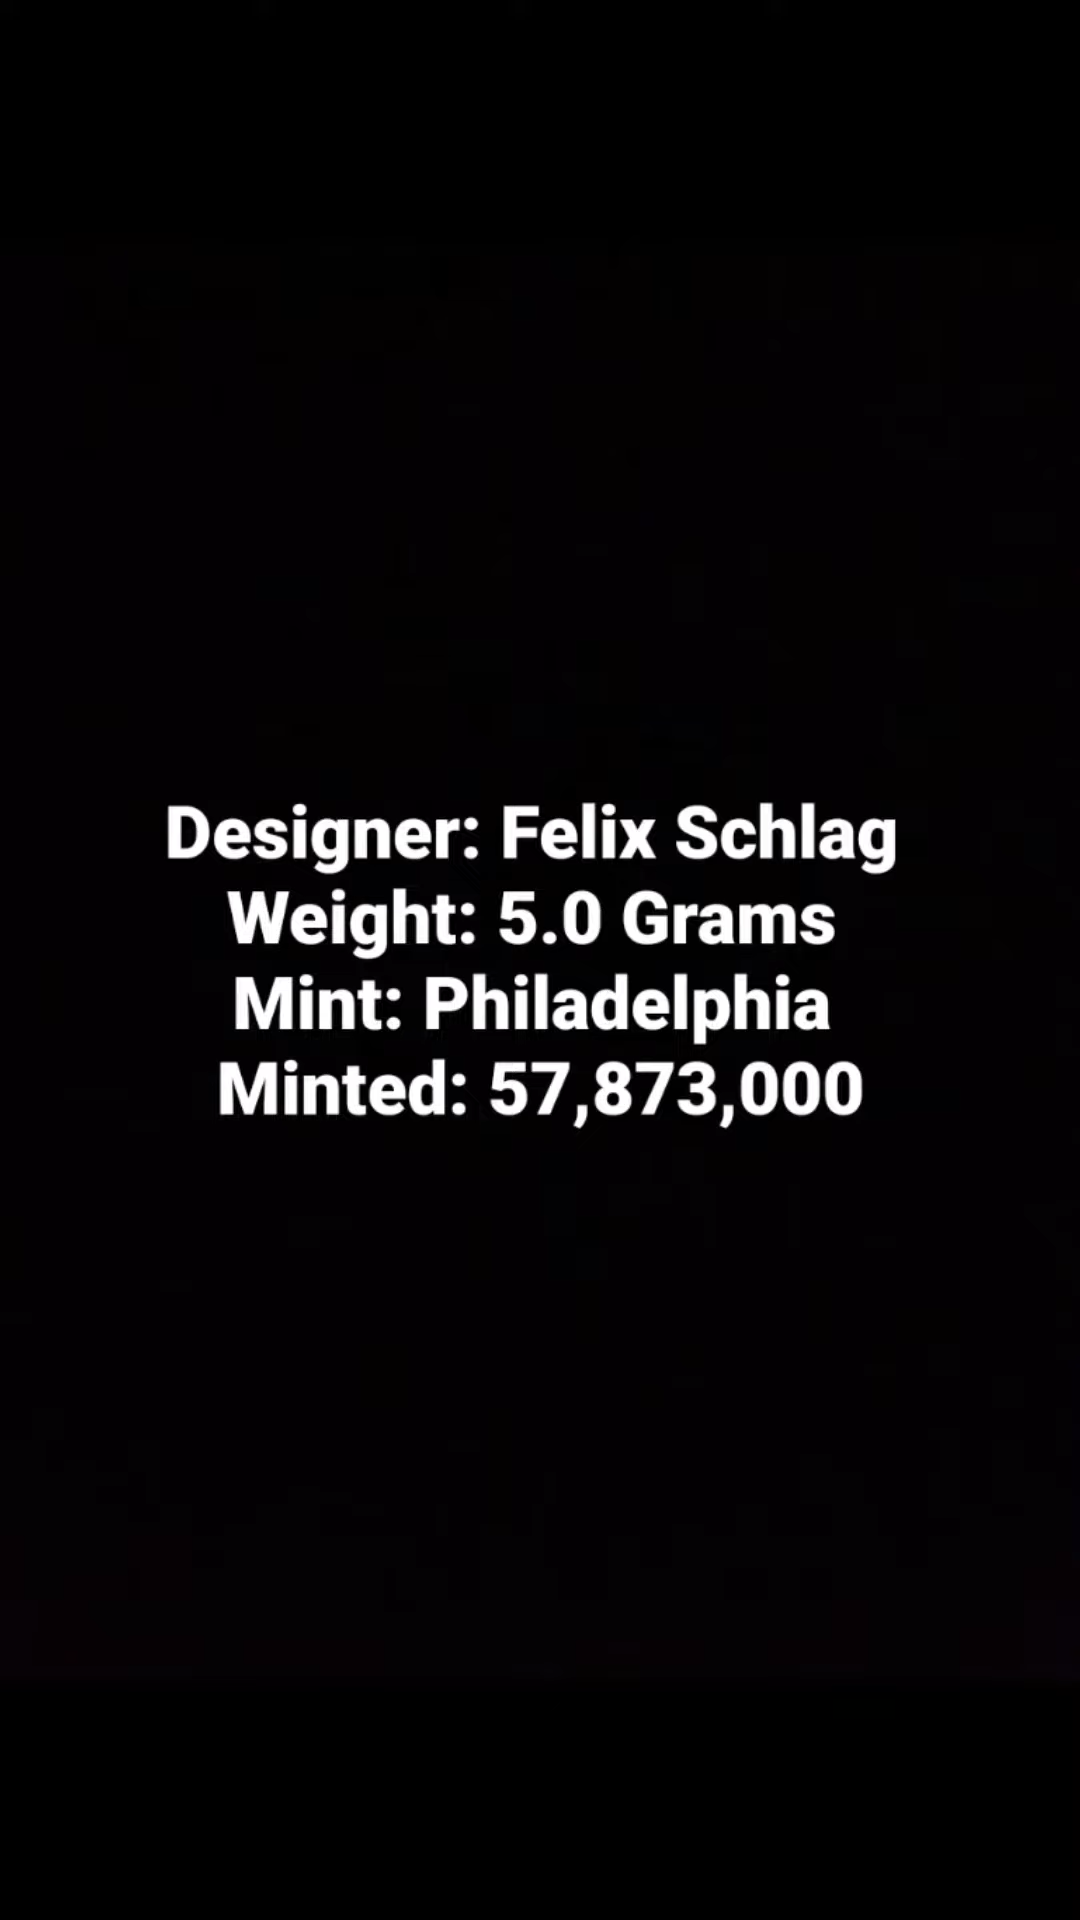 Designer: Felix Schlag
Weight: 5.0 Grams
Mint: Philadelphia
Minted: 57,873,000